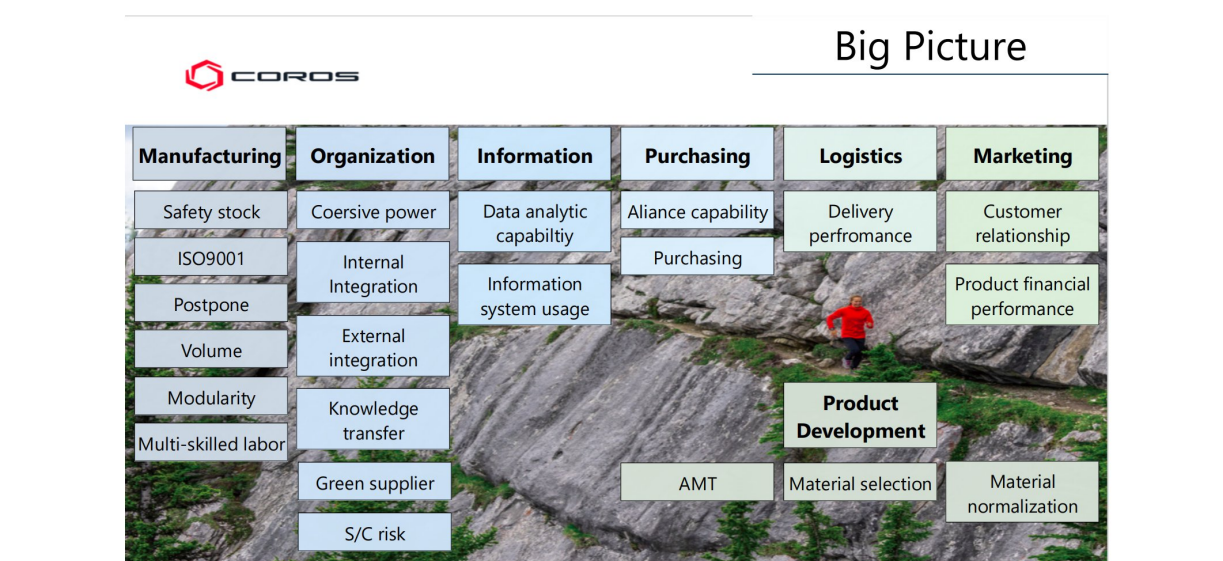 Big Picture
COROS
Manufacturing
Organization
Information
Purchasing
Logistics
Marketing
Safety stock
ISO9001
Postpone
Volume
Modularity
Multi-skilled labor
Coersive power
Internal
Integration
External
integration
Knowledge
transfer
Green supplier
S/C risk
Data analytic
capabiltiy
Information
system usage
Aliance capability
Purchasing
Delivery
perfromance
Customer
relationship
Product financial
performance
Product
Development
AMT
Material selection
Material
normalization